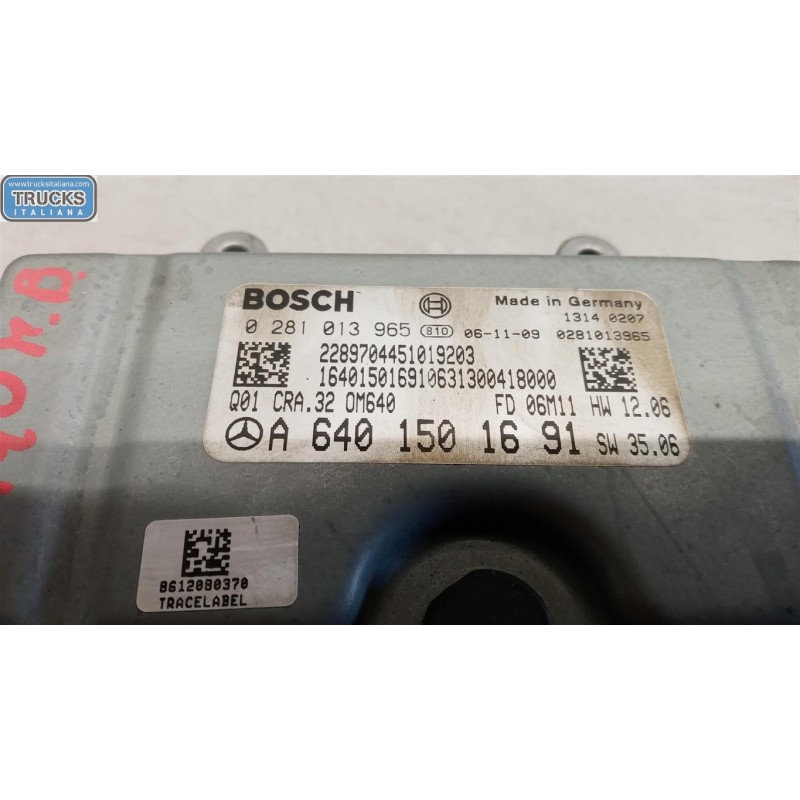 www.trucksitaliana.com
TRUCKS
ITALIANA
BOSCH
Made in Germany
1314 0207
0 281 013 965 810 06-11-09 0281013965
2289704451019203
164015016910631300418000
Q01 CRA.32 OM640 FD 06M11 HW 12.06
A 640 150 16 91 SW 35.06
8612080370
TRACELABEL